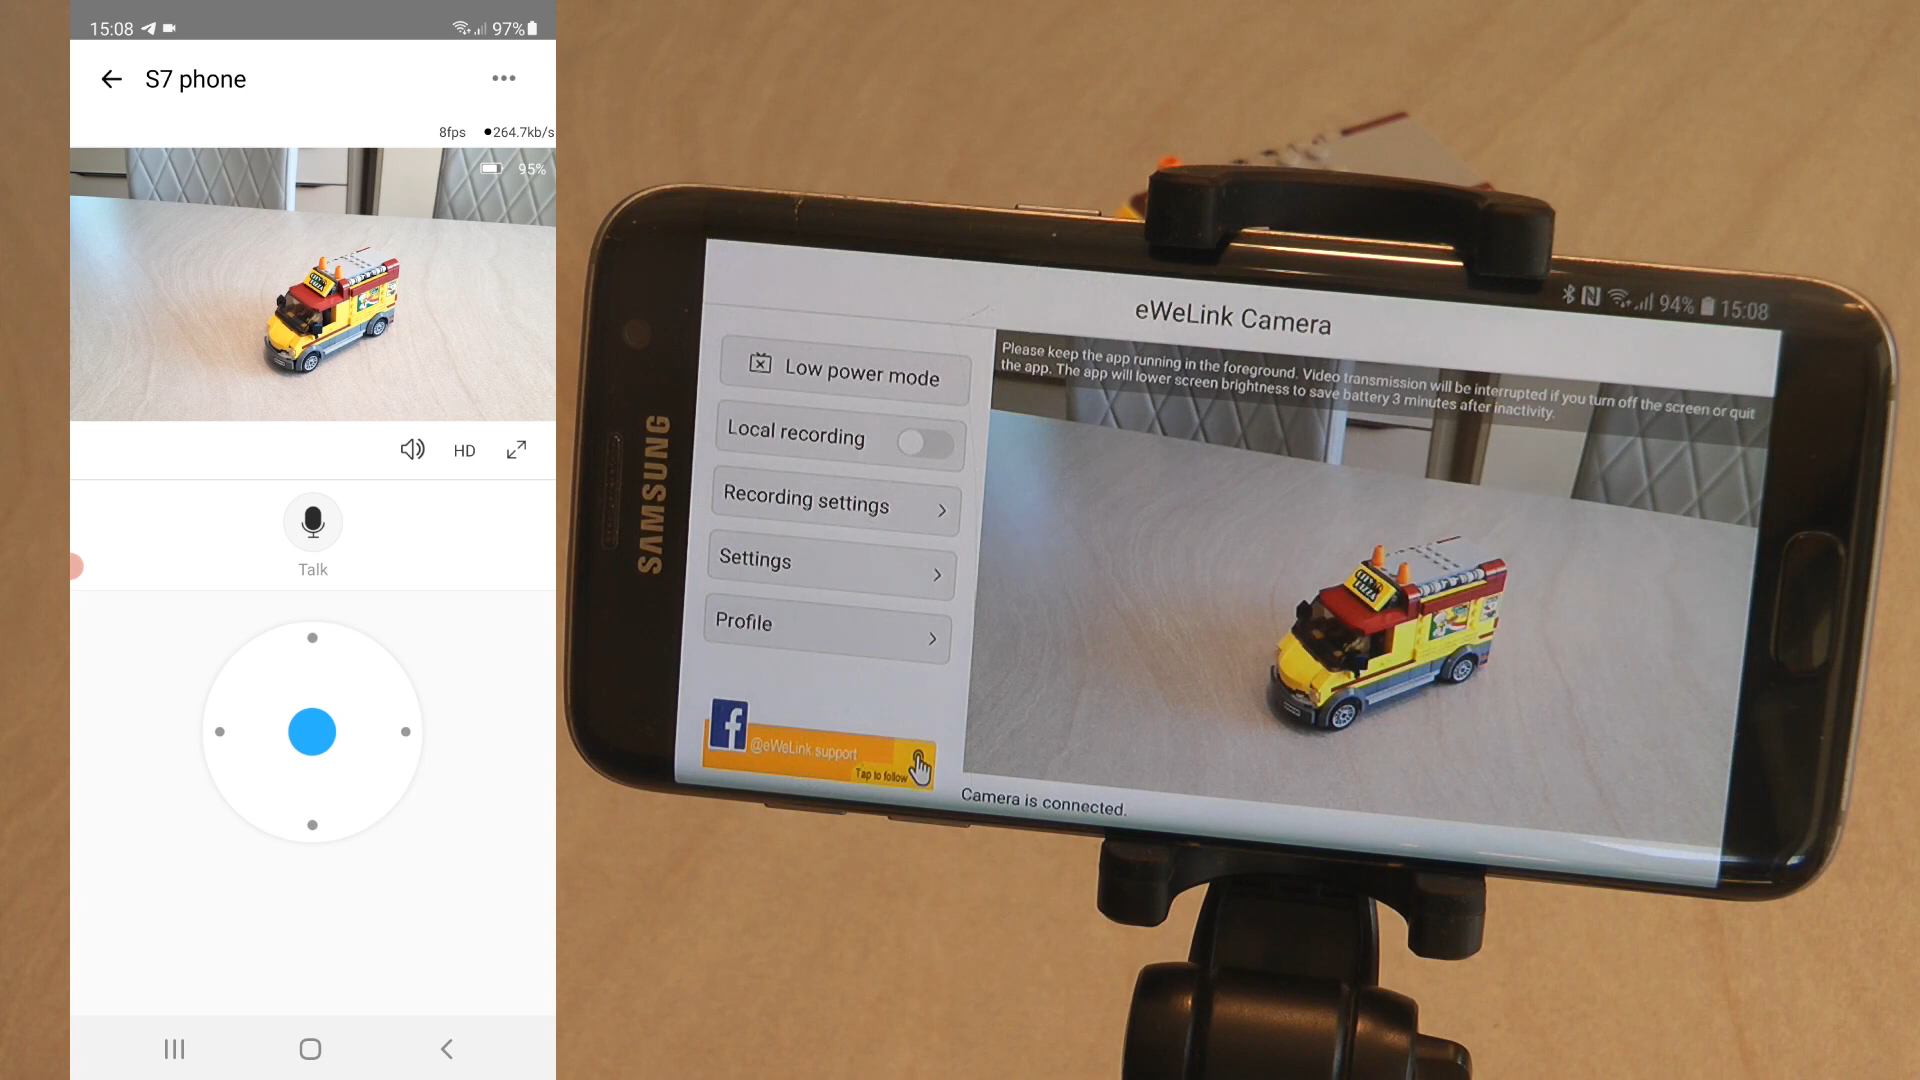 15:08
97%
S7 phone
8fps
264.7kb/s
95%
HD
Talk
SAMSUNG
94% 15:08
eWeLink Camera
Please keep the app running in the foreground. Video transmission will be interrupted if you turn off the screen or quit
the app. The app will lower screen brightness to save battery 3 minutes after inactivity.
Low power mode
Local recording
Recording settings
Settings
Profile
f
@eWeLink support
Tap to follow
Camera is connected.
CITY
PIZZA